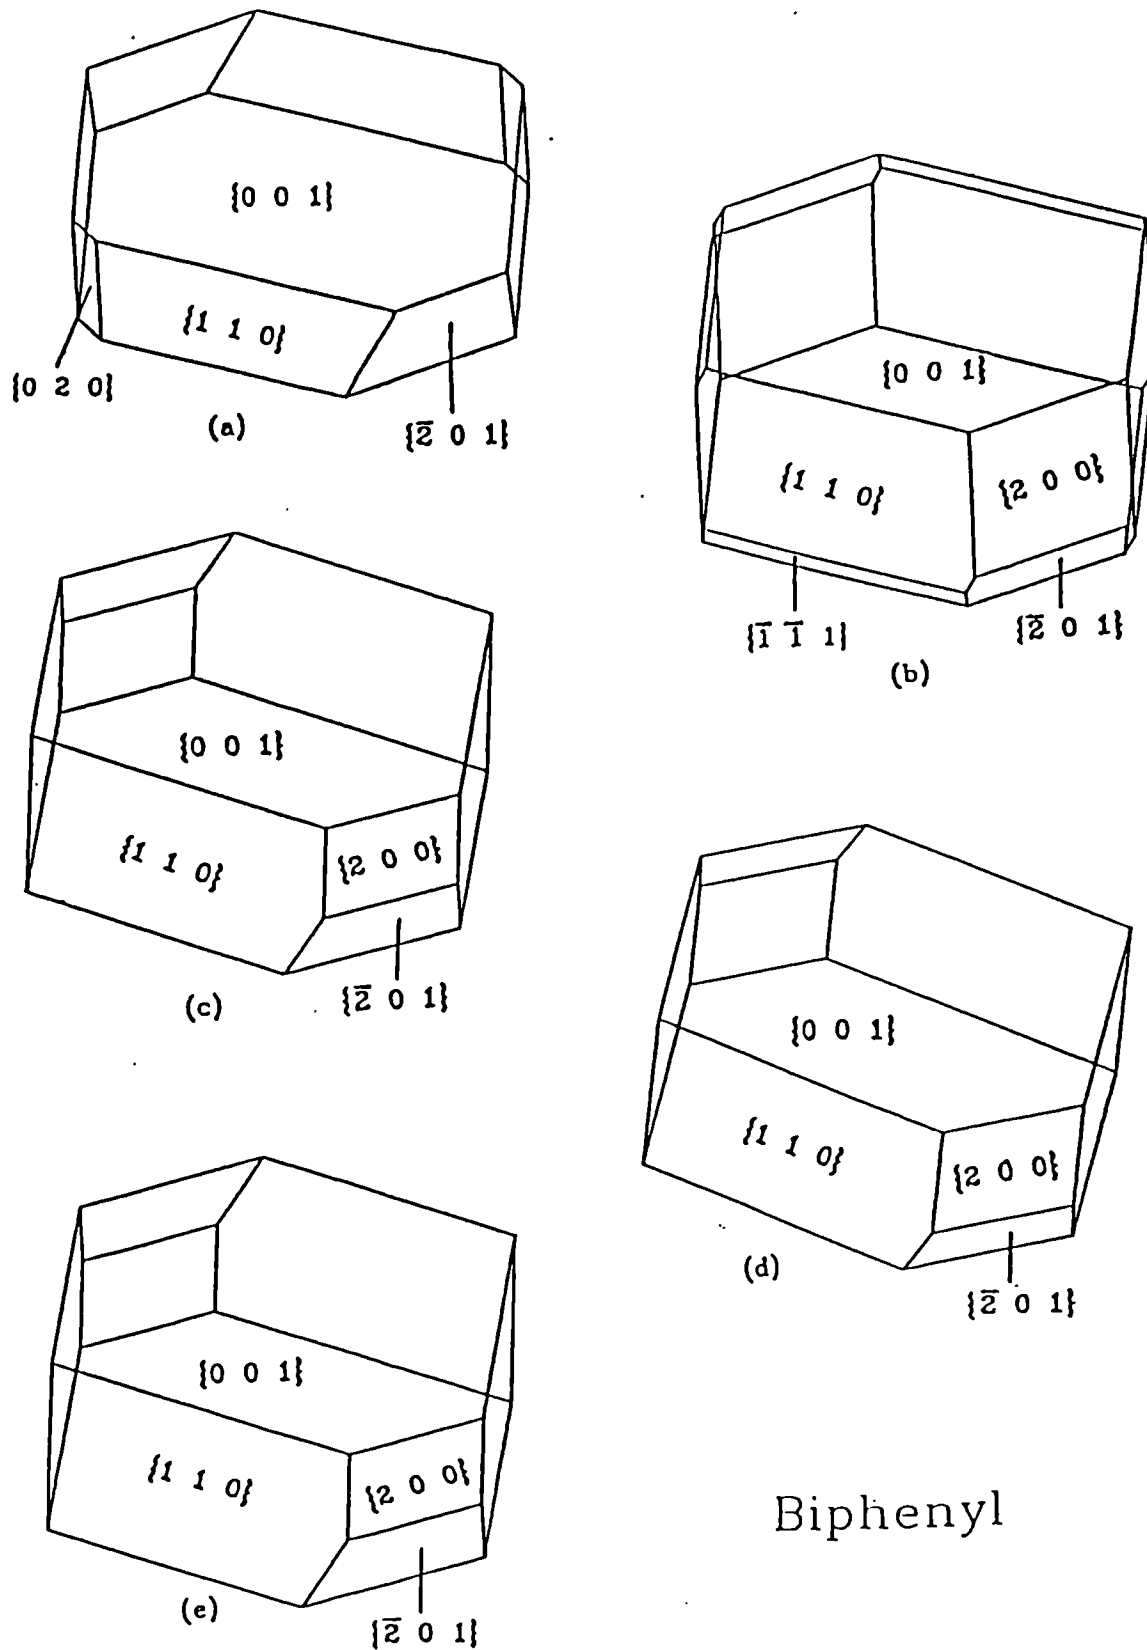 {0 0 1}
{1 1 0}
{0 2 0}
(a)
{2̅ 0 1}
{0 0 1}
{1 1 0}
{2 0 0}
{1̅ 1̅ 1}
{2̅ 0 1}
(b)
{0 0 1}
{1 1 0}
{2 0 0}
(c)
{2̅ 0 1}
{0 0 1}
{1 1 0}
{2 0 0}
(d)
{2̅ 0 1}
{0 0 1}
{1 1 0}
{2 0 0}
(e)
{2̅ 0 1}
Biphenyl